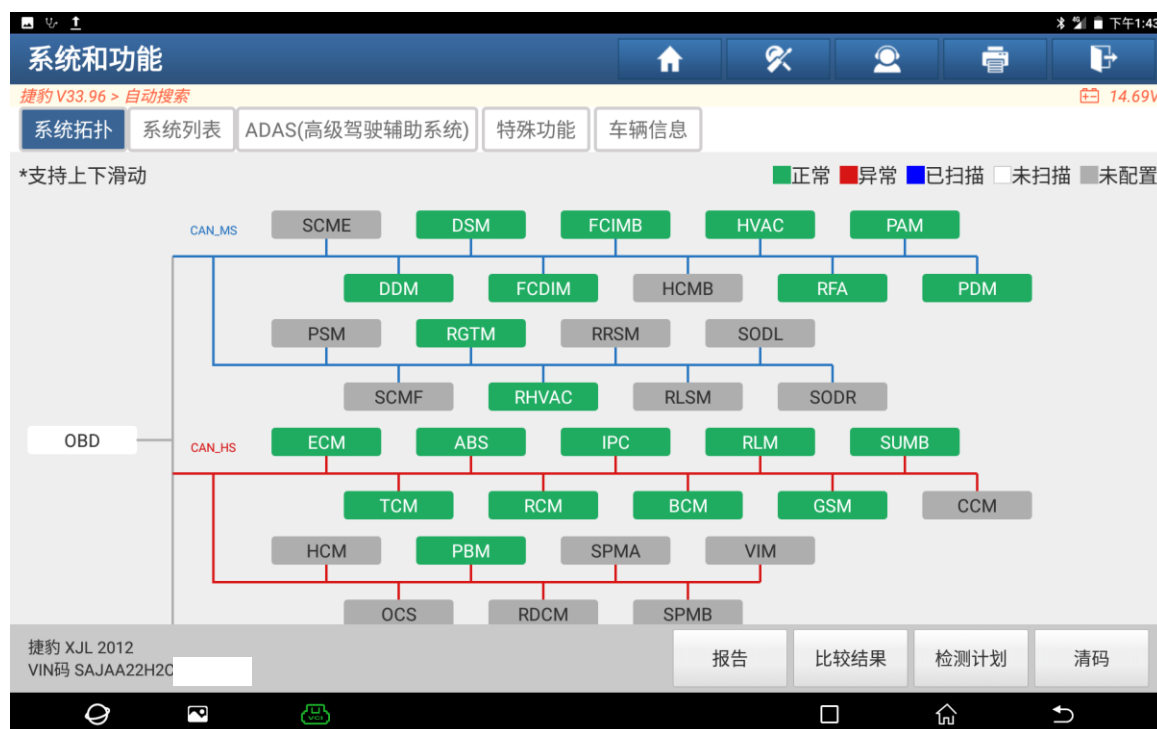 4G 下午1:43
系统和功能
捷豹 V33.96 > 自动搜索 14.69V
系统拓扑 系统列表 ADAS(高级驾驶辅助系统) 特殊功能 车辆信息
*支持上下滑动 正常 异常 已扫描 未扫描 未配置
CAN_MS SCME DSM FCIMB HVAC PAM
DDM FCDIM HCMB RFA PDM
PSM RGTM RRSM SODL
SCMF RHVAC RLSM SODR
OBD CAN_HS ECM ABS IPC RLM SUMB
TCM RCM BCM GSM CCM
HCM PBM SPMA VIM
OCS RDCM SPMB
捷豹 XJL 2012
VIN码 SAJAA22H2C
报告 比较结果 检测计划 清码
VCI